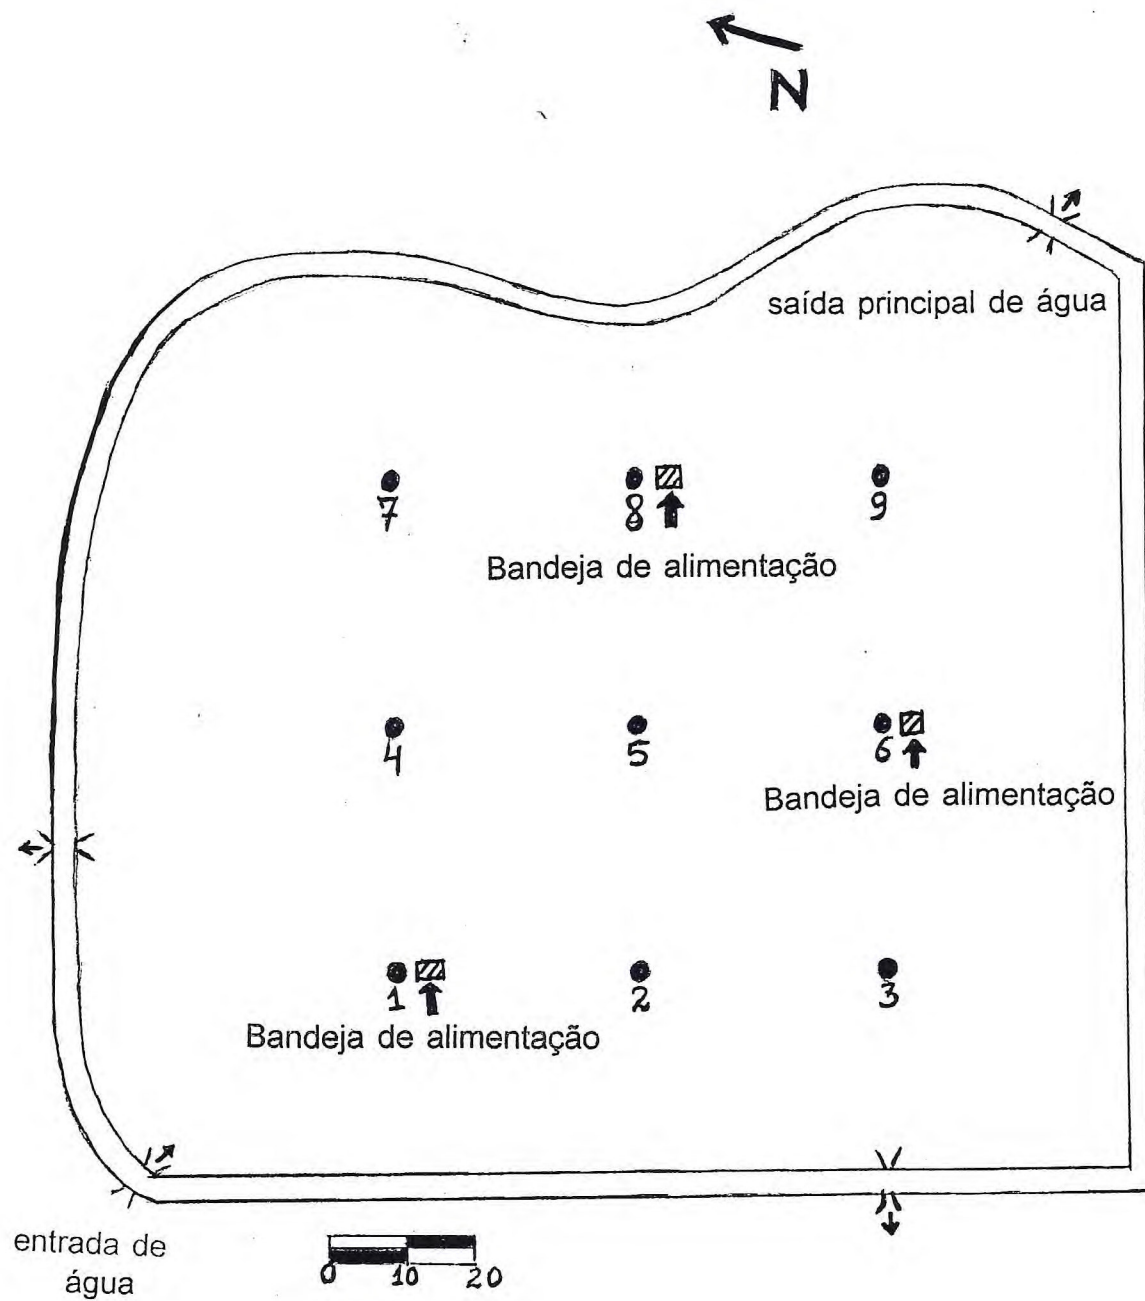 N
saída principal de água
7
8
9
Bandeja de alimentação
4
5
6
Bandeja de alimentação
1
2
3
Bandeja de alimentação
entrada de
água
0 10 20